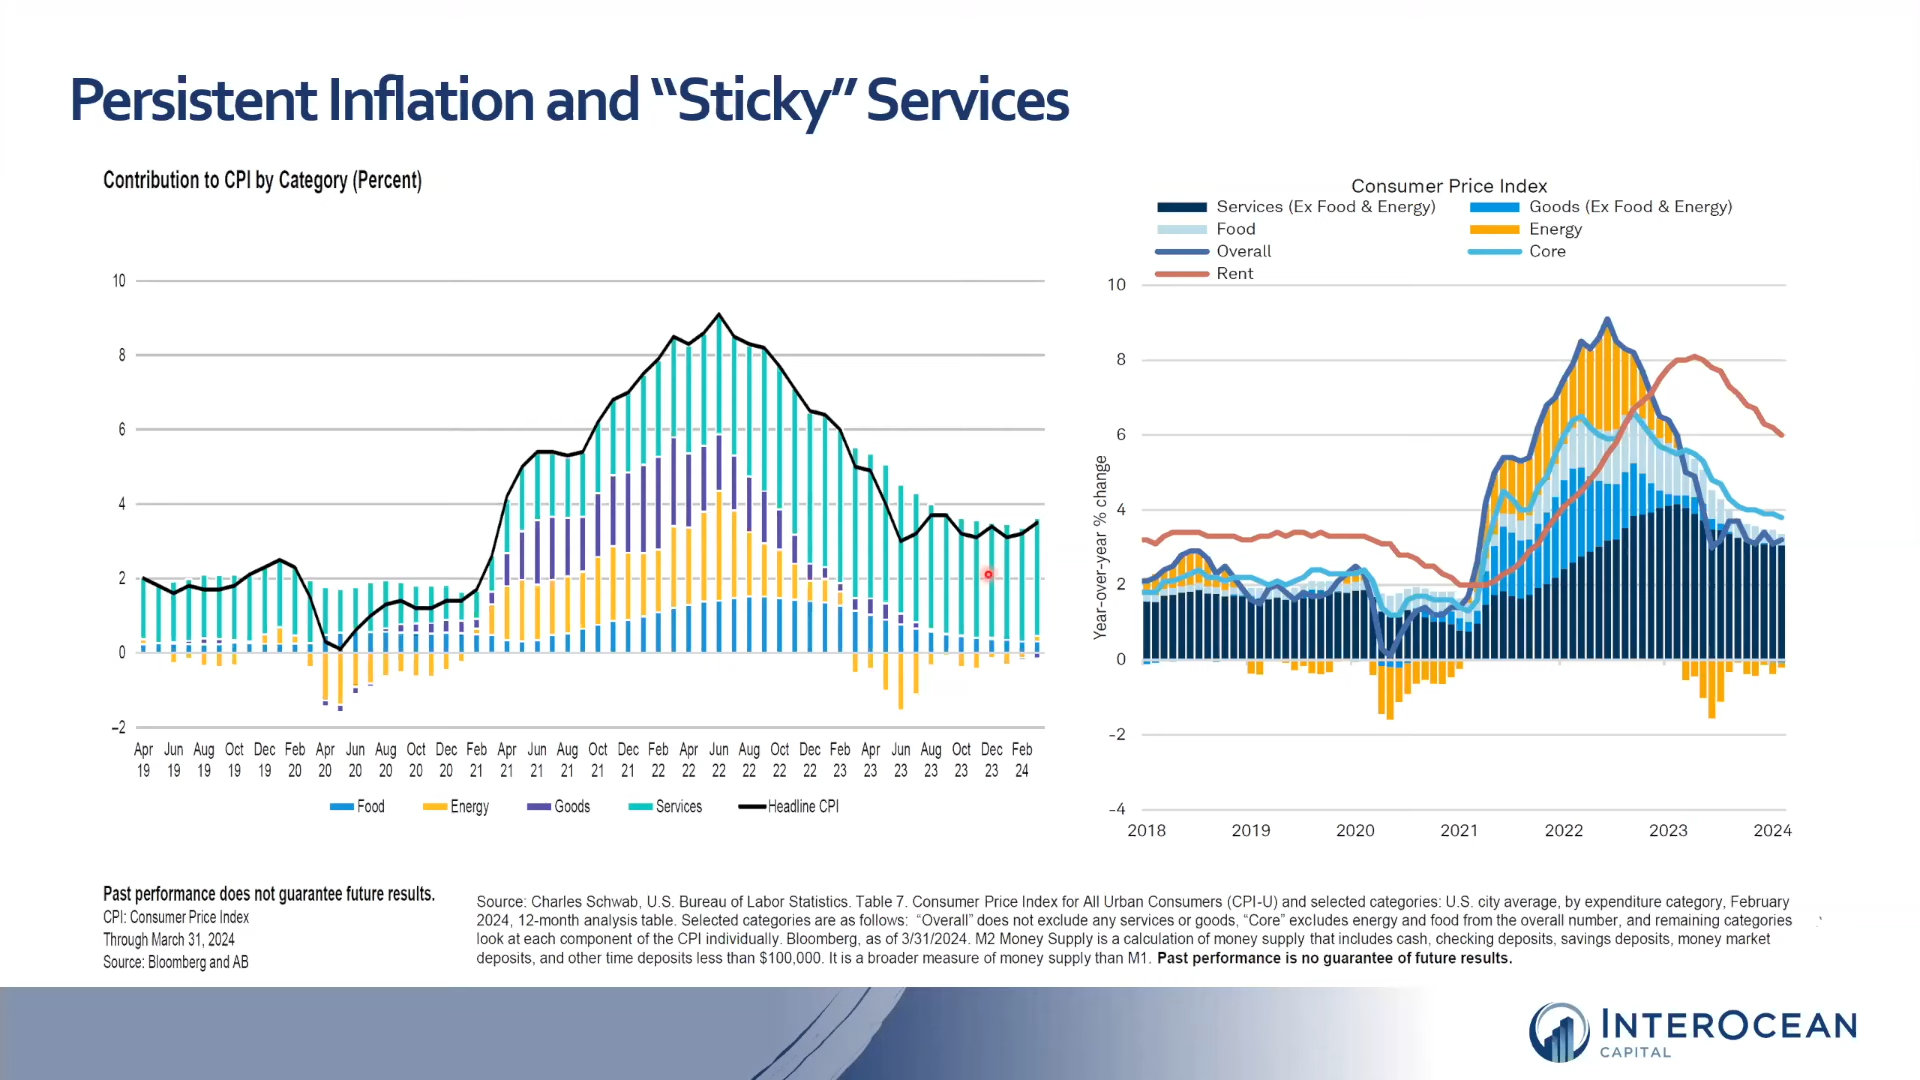 Persistent Inflation and “Sticky” Services
Contribution to CPI by Category (Percent)
10
8
6
4
2
0
–2
Apr Jun Aug Oct Dec Feb Apr Jun Aug Oct Dec Feb Apr Jun Aug Oct Dec Feb Apr Jun Aug Oct Dec Feb Apr Jun Aug Oct Dec Feb
19 19 19 19 19 20 20 20 20 20 20 21 21 21 21 21 21 22 22 22 22 22 22 23 23 23 23 23 23 24
Food Energy Goods Services Headline CPI
Consumer Price Index
Services (Ex Food & Energy) Goods (Ex Food & Energy)
Food Energy
Overall Core
Rent
Year-over-year % change
10
8
6
4
2
0
-2
-4
2018 2019 2020 2021 2022 2023 2024
Past performance does not guarantee future results.
CPI: Consumer Price Index
Through March 31, 2024
Source: Bloomberg and AB
Source: Charles Schwab, U.S. Bureau of Labor Statistics. Table 7. Consumer Price Index for All Urban Consumers (CPI-U) and selected categories: U.S. city average, by expenditure category, February
2024, 12-month analysis table. Selected categories are as follows: “Overall” does not exclude any services or goods, “Core” excludes energy and food from the overall number, and remaining categories
look at each component of the CPI individually. Bloomberg, as of 3/31/2024. M2 Money Supply is a calculation of money supply that includes cash, checking deposits, savings deposits, money market
deposits, and other time deposits less than $100,000. It is a broader measure of money supply than M1. Past performance is no guarantee of future results.
INTEROCEAN
CAPITAL